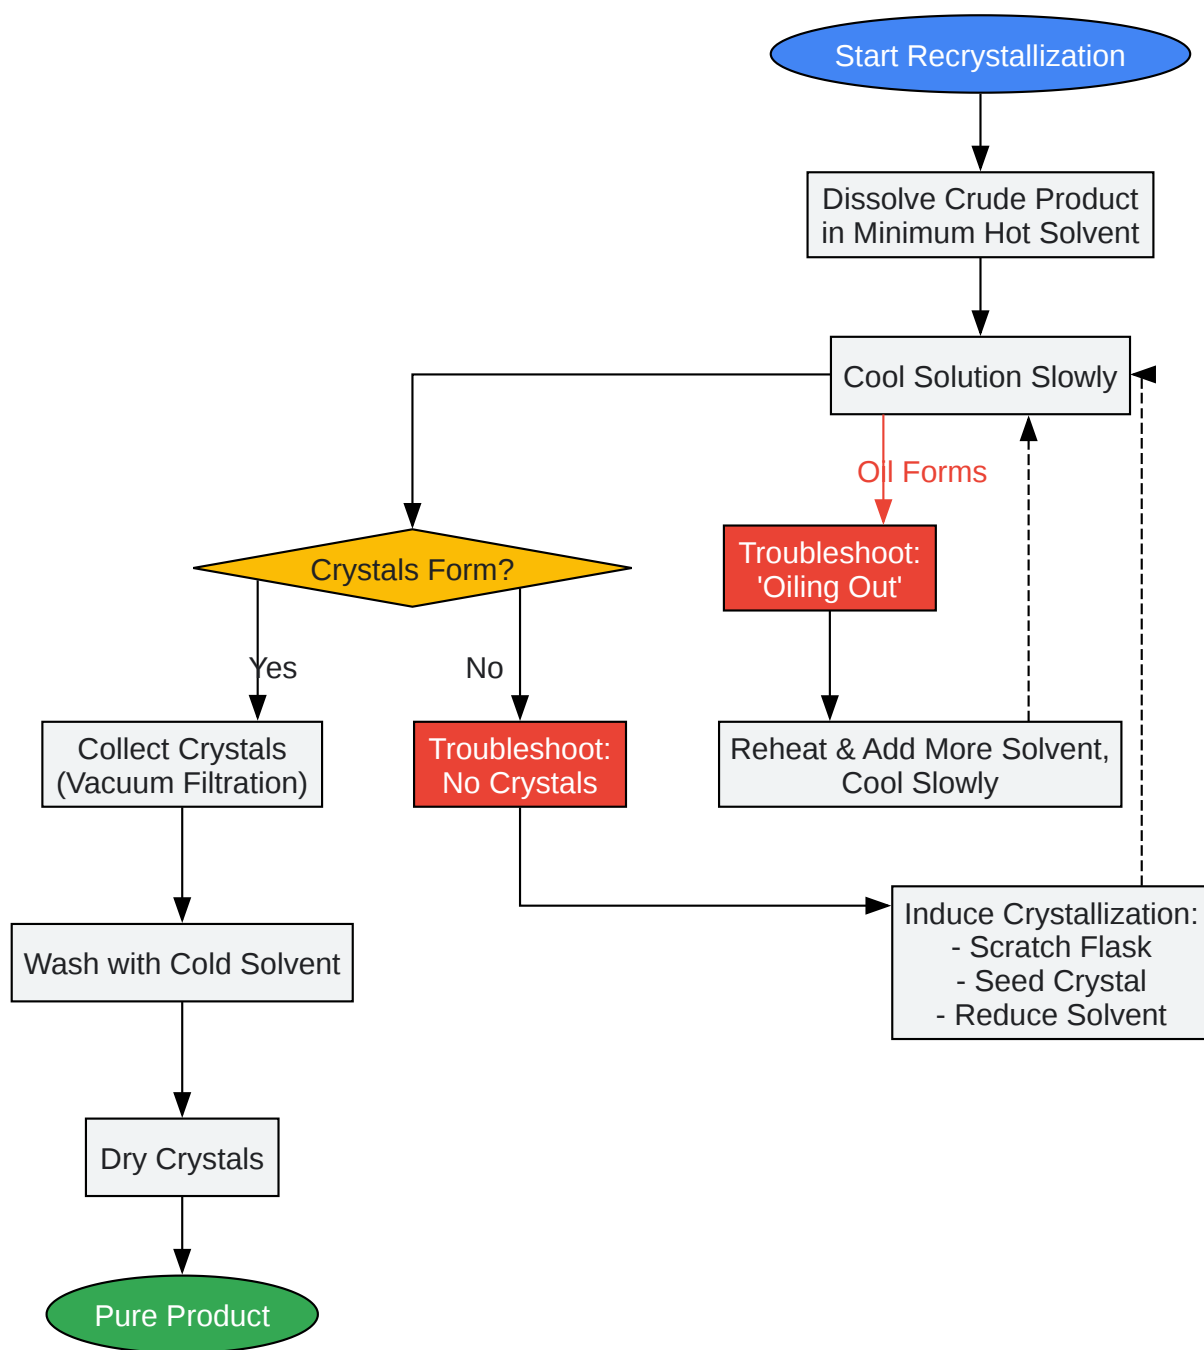 Start Recrystallization
Dissolve Crude Product
in Minimum Hot Solvent
Cool Solution Slowly
Oil Forms
Crystals Form?
Troubleshoot:
'Oiling Out'
Yes
No
Collect Crystals
(Vacuum Filtration)
Troubleshoot:
No Crystals
Reheat & Add More Solvent,
Cool Slowly
Wash with Cold Solvent
Induce Crystallization:
- Scratch Flask
- Seed Crystal
- Reduce Solvent
Dry Crystals
Pure Product